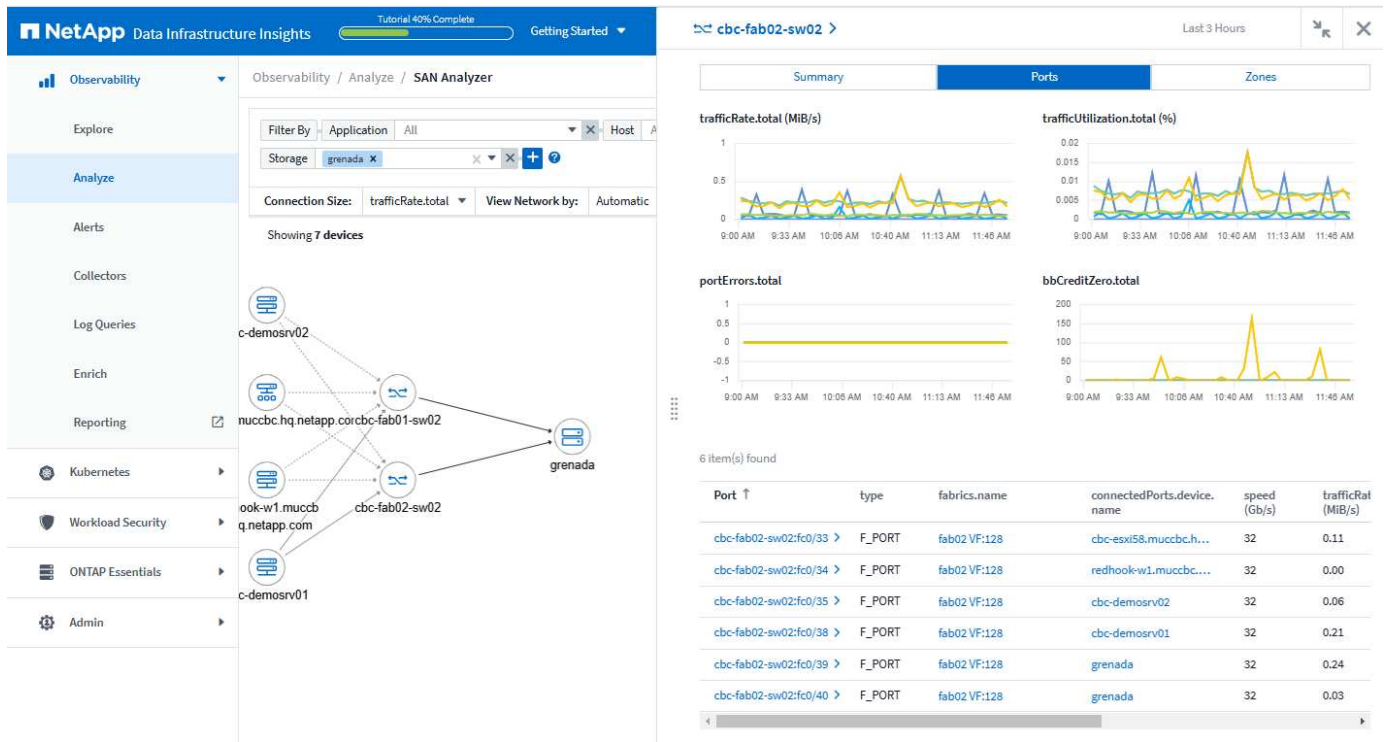 NetApp Data Infrastructure Insights
Tutorial 40% Complete
Getting Started
Observability
Explore
Analyze
Alerts
Collectors
Log Queries
Enrich
Reporting
Kubernetes
Workload Security
ONTAP Essentials
Admin
Observability / Analyze / SAN Analyzer
Filter By Application All Host
Storage grenada
Connection Size: trafficRate.total View Network by: Automatic
Showing 7 devices
c-demosrv02
muccbc.hq.netapp.com
cbc-fab01-sw02
grenada
ook-w1.muccb
q.netapp.com
cbc-fab02-sw02
c-demosrv01
cbc-fab02-sw02 >
Last 3 Hours
Summary Ports Zones
trafficRate.total (MiB/s)
1
0.5
0
9:00 AM 9:33 AM 10:06 AM 10:40 AM 11:13 AM 11:46 AM
trafficUtilization.total (%)
0.02
0.015
0.01
0.005
0
9:00 AM 9:33 AM 10:06 AM 10:40 AM 11:13 AM 11:46 AM
portErrors.total
1
0.5
0
-0.5
-1
9:00 AM 9:33 AM 10:06 AM 10:40 AM 11:13 AM 11:46 AM
bbCreditZero.total
200
150
100
50
0
9:00 AM 9:33 AM 10:06 AM 10:40 AM 11:13 AM 11:46 AM
6 item(s) found
Port ↑ type fabrics.name connectedPorts.device. speed trafficRat
name (Gb/s) (MiB/s)
cbc-fab02-sw02:fc0/33 > F_PORT fab02 VF:128 cbc-esxi58.muccbc.h... 32 0.11
cbc-fab02-sw02:fc0/34 > F_PORT fab02 VF:128 redhook-w1.muccbc.... 32 0.00
cbc-fab02-sw02:fc0/35 > F_PORT fab02 VF:128 cbc-demosrv02 32 0.06
cbc-fab02-sw02:fc0/38 > F_PORT fab02 VF:128 cbc-demosrv01 32 0.21
cbc-fab02-sw02:fc0/39 > F_PORT fab02 VF:128 grenada 32 0.24
cbc-fab02-sw02:fc0/40 > F_PORT fab02 VF:128 grenada 32 0.03